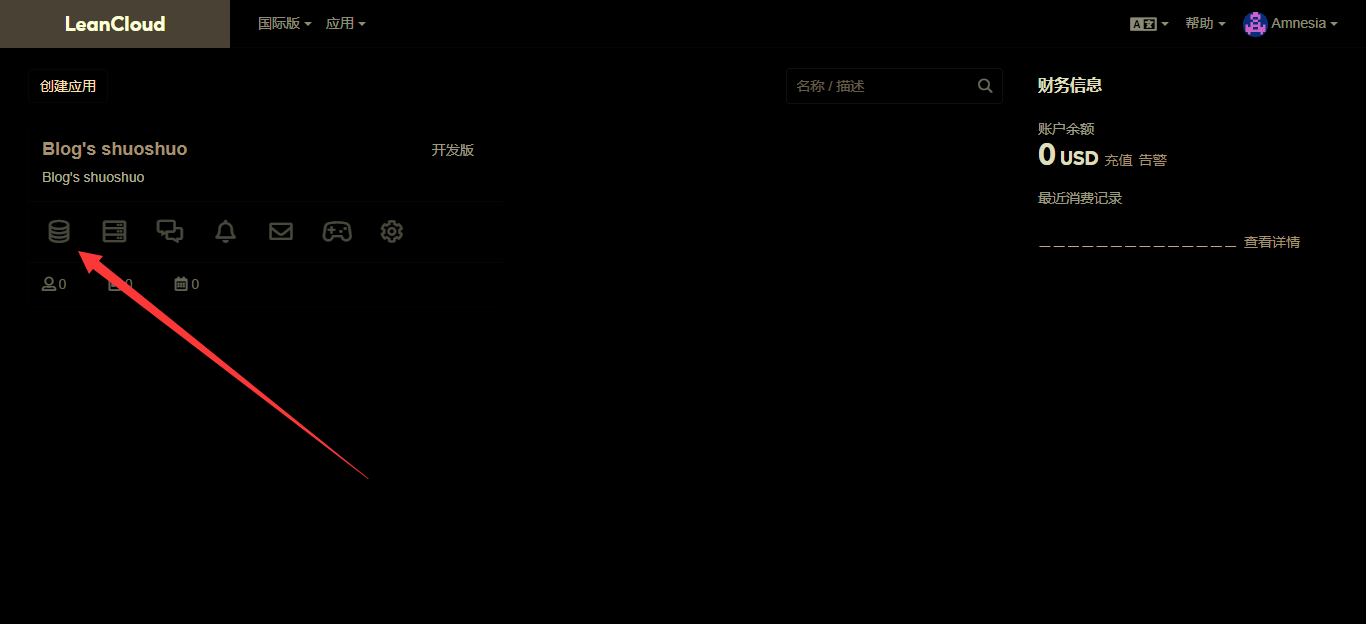 LeanCloud
国际版 应用
帮助 Amnesia
创建应用
名称 / 描述
Blog's shuoshuo 开发版
Blog's shuoshuo
0 0 0
财务信息
账户余额
0 USD 充值 告警
最近消费记录
查看详情